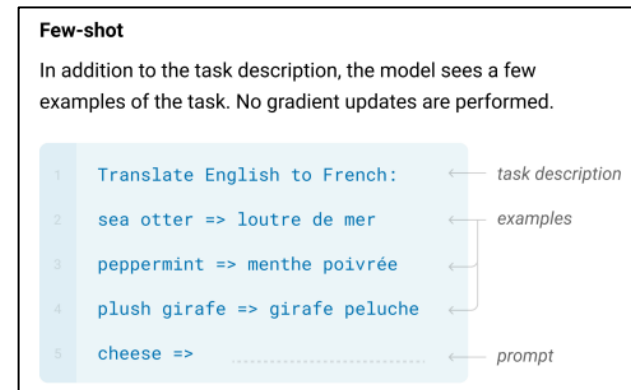 Few-shot
In addition to the task description, the model sees a few
examples of the task. No gradient updates are performed.
1 Translate English to French: task description
2 sea otter => loutre de mer examples
3 peppermint => menthe poivrée
4 plush girafe => girafe peluche
5 cheese => prompt